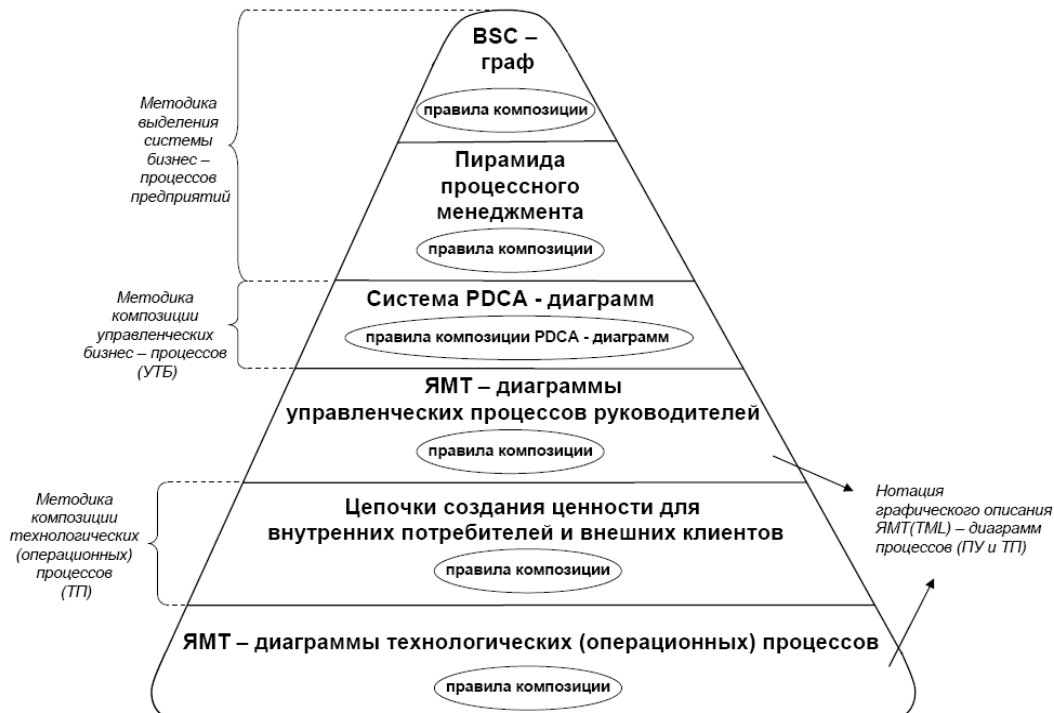 BSC –
граф
правила композиции
Методика
выделения
системы
бизнес –
процессов
предприятий
Пирамида
процессного
менеджмента
правила композиции
Методика
композиции
управленческих
бизнес – процессов
(УТБ)
Система PDCA - диаграмм
правила композиции PDCA - диаграмм
ЯМТ – диаграммы
управленческих процессов руководителей
правила композиции
Методика
композиции
технологических
(операционных)
процессов
(ТП)
Цепочки создания ценности для
внутренних потребителей и внешних клиентов
правила композиции
Нотация
графического описания
ЯМТ(TML) – диаграмм
процессов (ПУ и ТП)
ЯМТ – диаграммы технологических (операционных) процессов
правила композиции